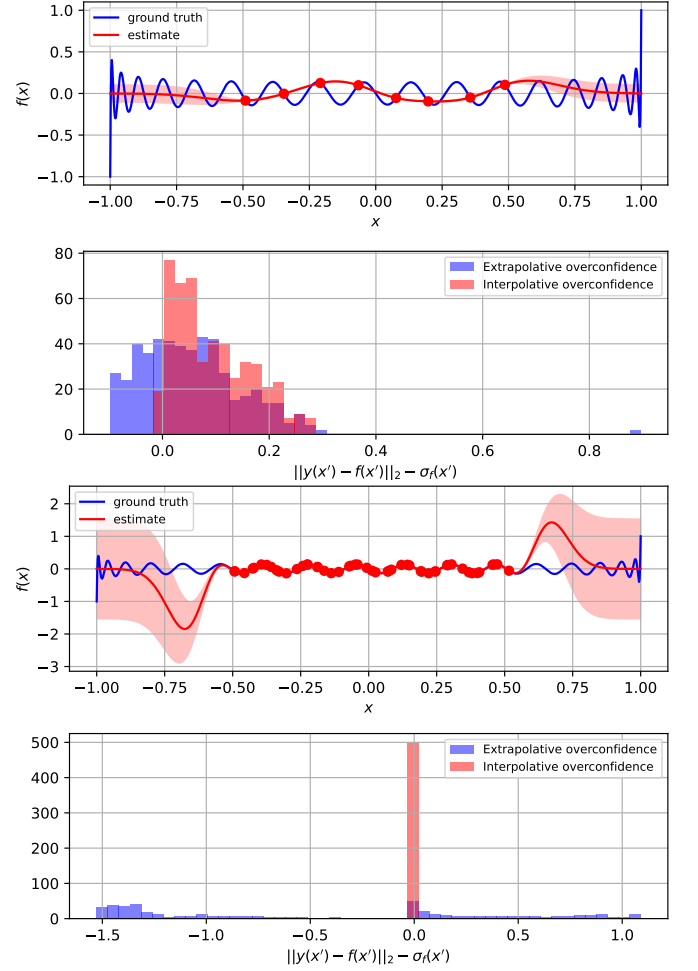 1.0
0.5
0.0
−0.5
−1.0
f(x)
ground truth
estimate
−1.00 −0.75 −0.50 −0.25 0.00 0.25 0.50 0.75 1.00
x
80
60
40
20
0
Extrapolative overconfidence
Interpolative overconfidence
0.0 0.2 0.4 0.6 0.8
||y(x′) − f(x′)||₂ − σ_f(x′)
2
1
0
−1
−2
−3
f(x)
ground truth
estimate
−1.00 −0.75 −0.50 −0.25 0.00 0.25 0.50 0.75 1.00
x
500
400
300
200
100
0
Extrapolative overconfidence
Interpolative overconfidence
−1.5 −1.0 −0.5 0.0 0.5 1.0
||y(x′) − f(x′)||₂ − σ_f(x′)